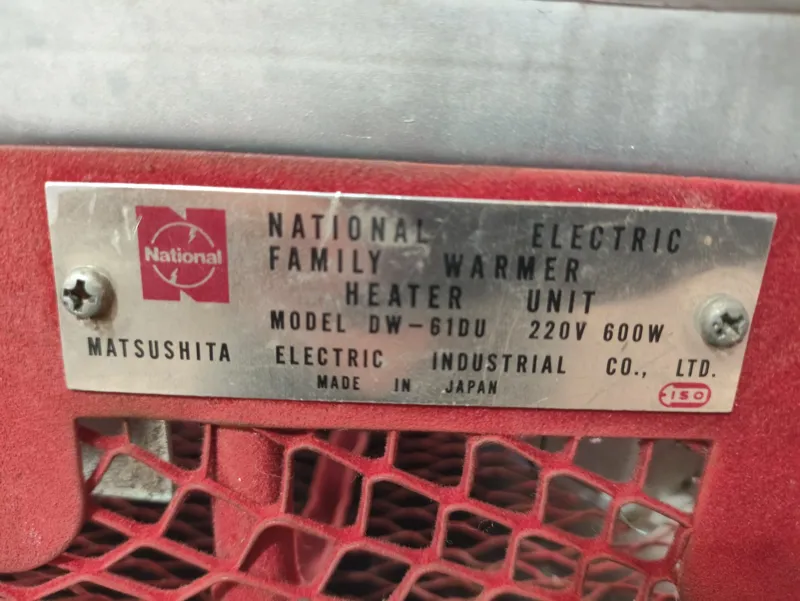 National
NATIONAL ELECTRIC
FAMILY WARMER
HEATER UNIT
MODEL DW-61DU 220V 600W
MATSUSHITA ELECTRIC INDUSTRIAL CO., LTD.
MADE IN JAPAN
ISO